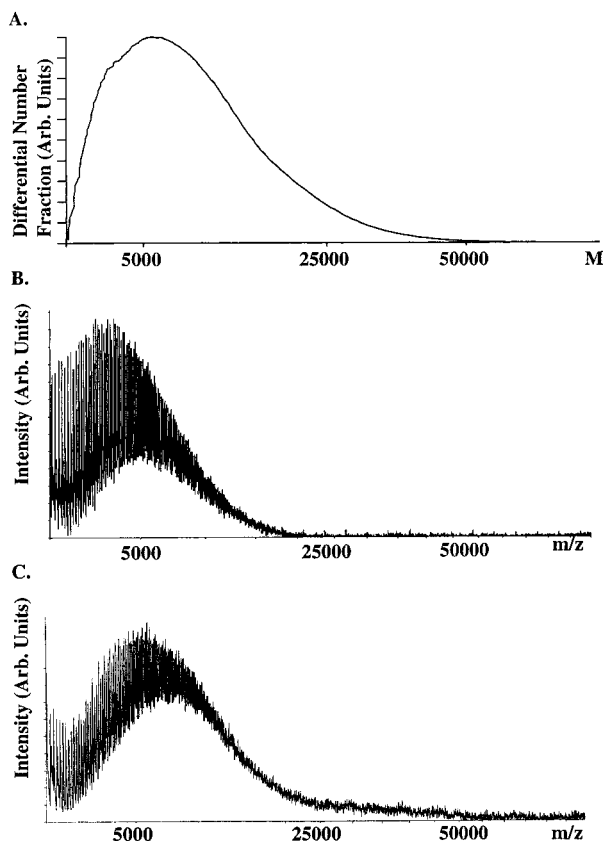 A.
Differential Number
Fraction (Arb. Units)
5000 25000 50000 M
B.
Intensity (Arb. Units)
5000 25000 50000 m/z
C.
Intensity (Arb. Units)
5000 25000 50000 m/z